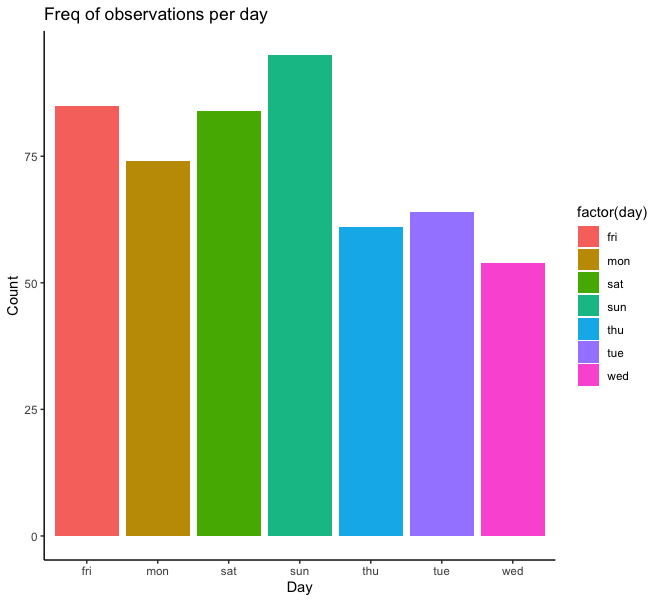 Freq of observations per day
75
50
25
0
Count
fri mon sat sun thu tue wed
Day
factor(day)
fri
mon
sat
sun
thu
tue
wed